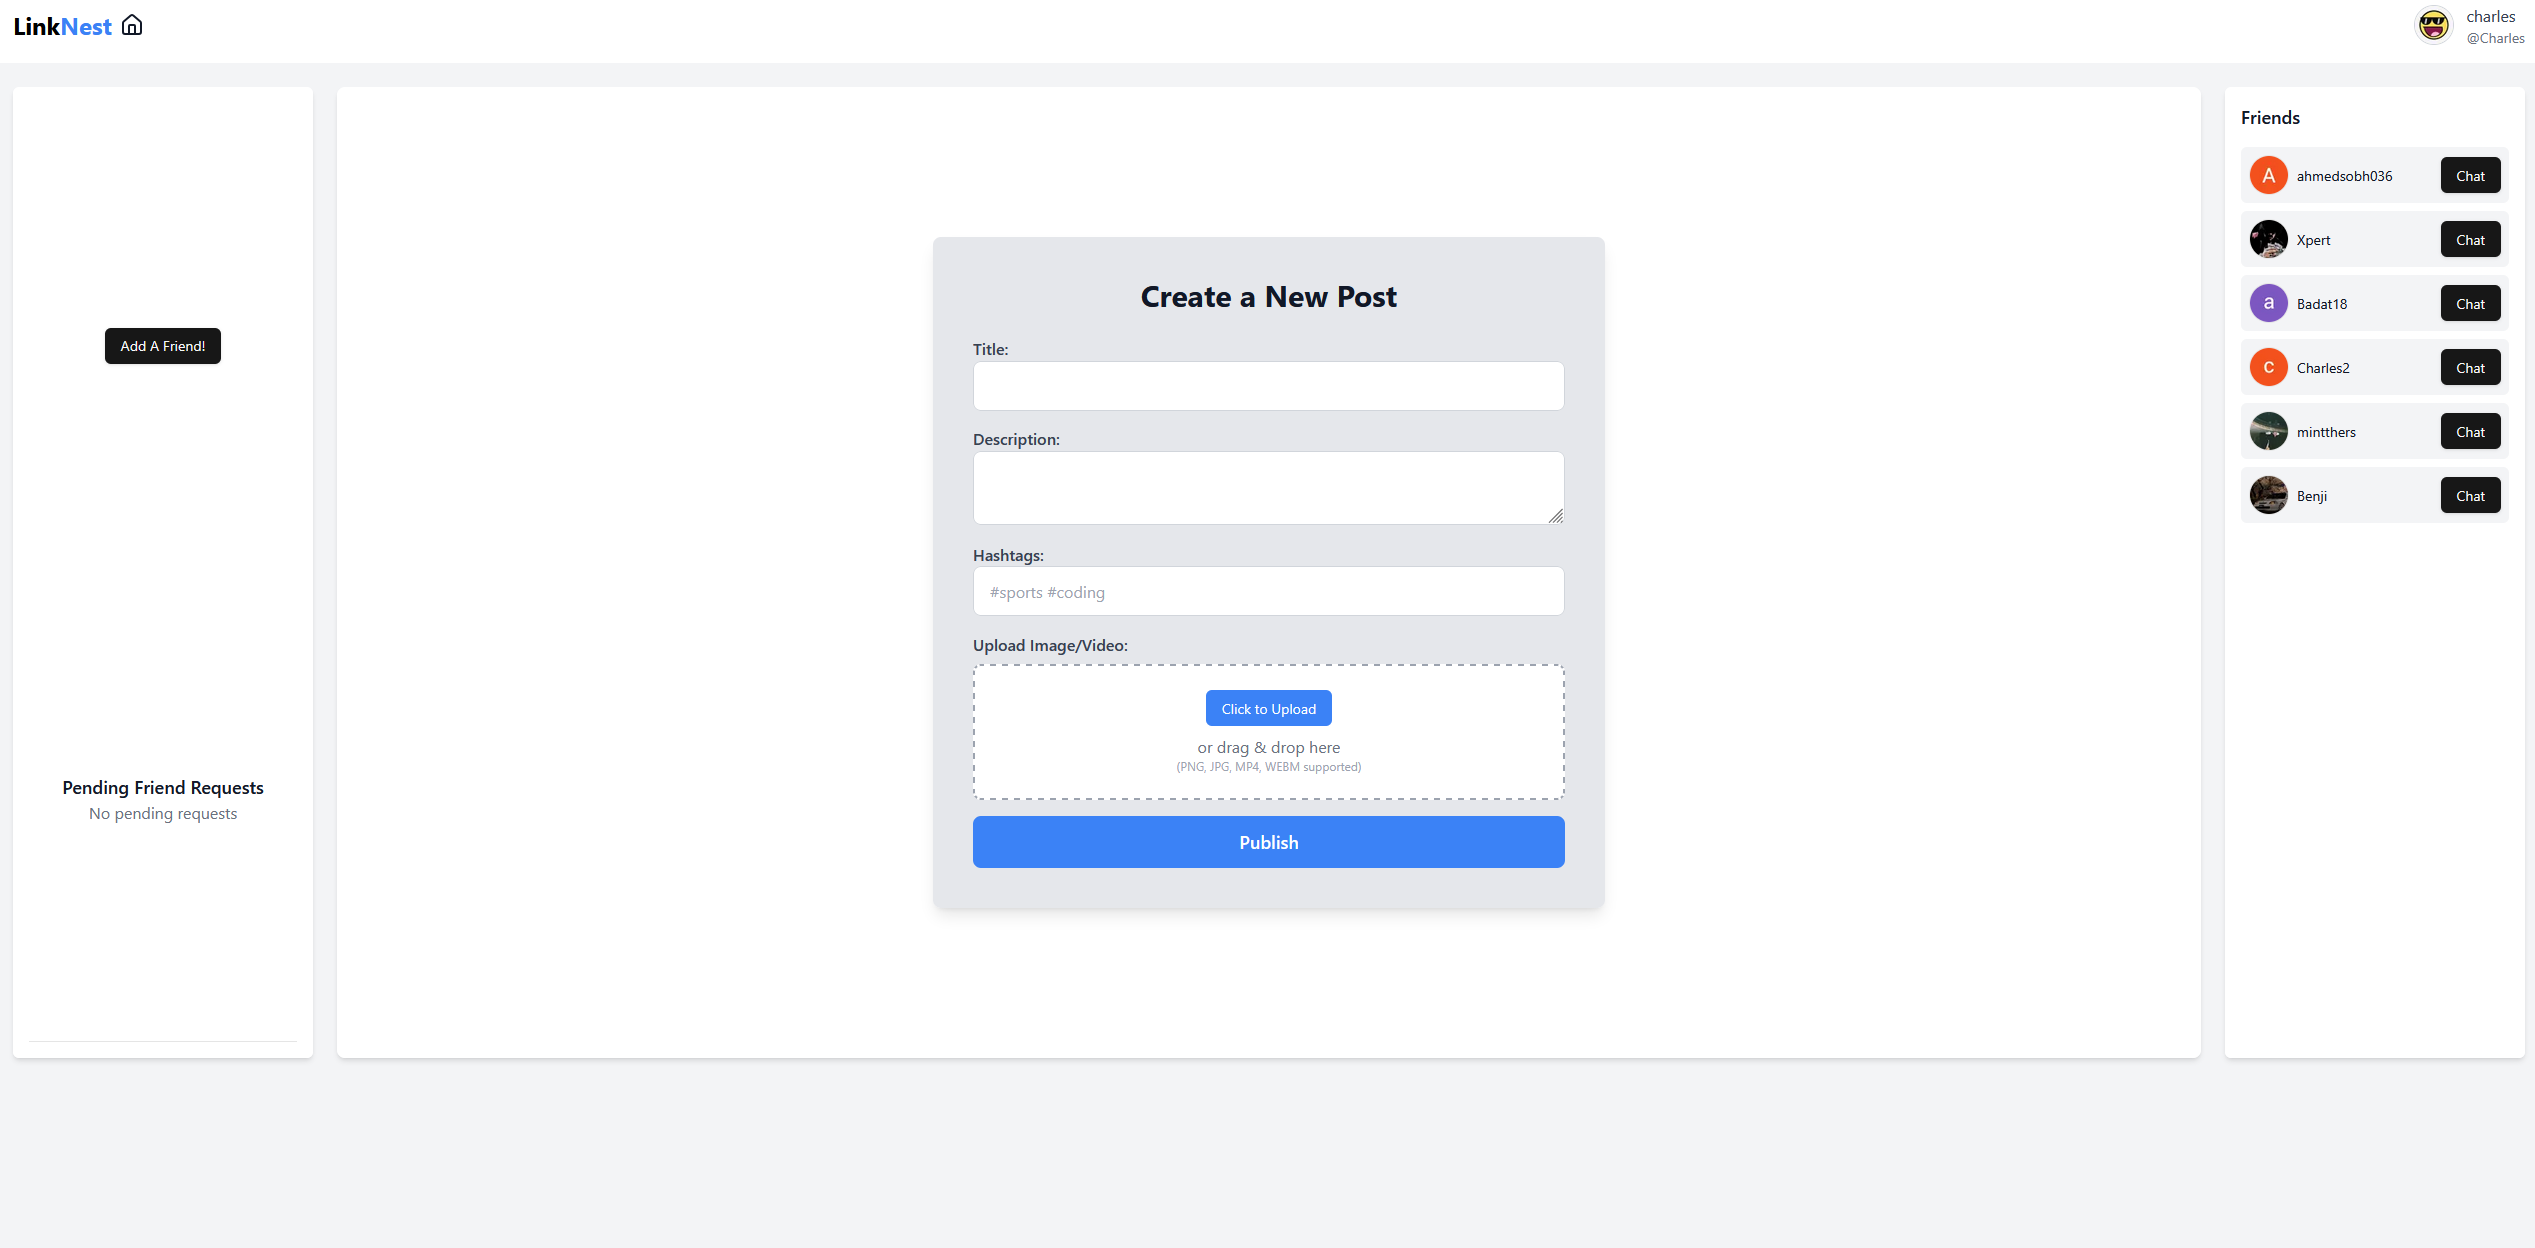 LinkNest
charles
@Charles
Add A Friend!
Pending Friend Requests
No pending requests
Create a New Post
Title:
Description:
Hashtags:
#sports #coding
Upload Image/Video:
Click to Upload
or drag & drop here
(PNG, JPG, MP4, WEBM supported)
Publish
Friends
A ahmedsobh036 Chat
Xpert Chat
a Badat18 Chat
c Charles2 Chat
mintthers Chat
Benji Chat